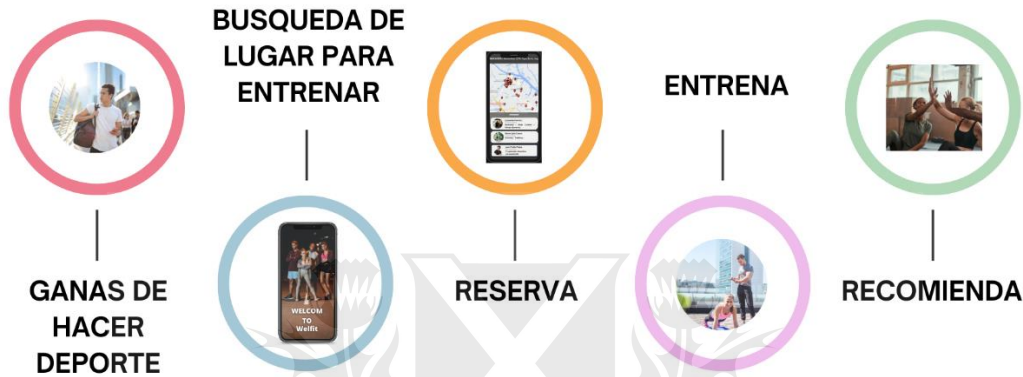 GANAS DE
HACER
DEPORTE
BUSQUEDA DE
LUGAR PARA
ENTRENAR
WELCOM
TO
Welfit
RESERVA
ENTRENA
RECOMIENDA